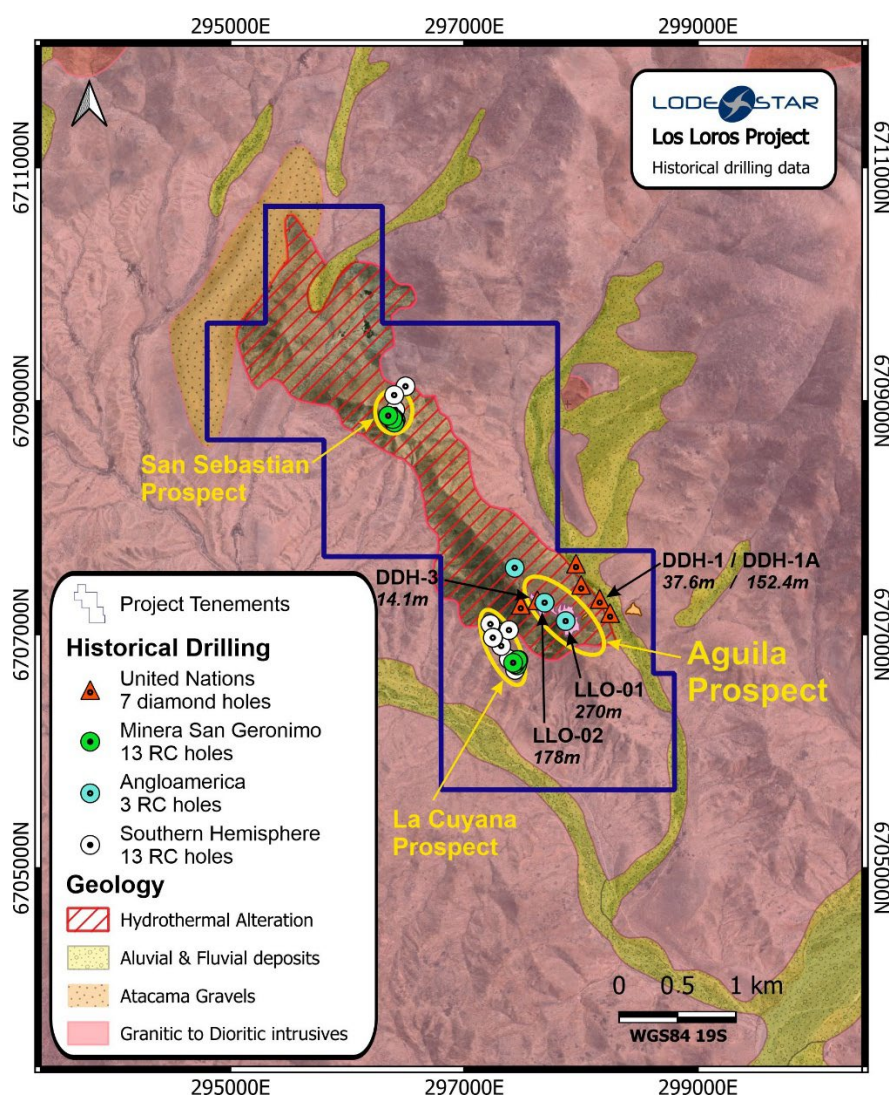 295000E
297000E
299000E
LODE STAR
Los Loros Project
Historical drilling data
6711000N
6711000N
6709000N
6709000N
San Sebastian
Prospect
DDH-3
14.1m
DDH-1 / DDH-1A
37.6m / 152.4m
6707000N
6707000N
Aguila
Prospect
LLO-01
270m
LLO-02
178m
La Cuyana
Prospect
Project Tenements
Historical Drilling
United Nations
7 diamond holes
Minera San Geronimo
13 RC holes
Angloamerica
3 RC holes
Southern Hemisphere
13 RC holes
Geology
Hydrothermal Alteration
Aluvial & Fluvial deposits
Atacama Gravels
Granitic to Dioritic intrusives
6705000N
6705000N
0 0.5 1 km
WGS84 19S
295000E
297000E
299000E